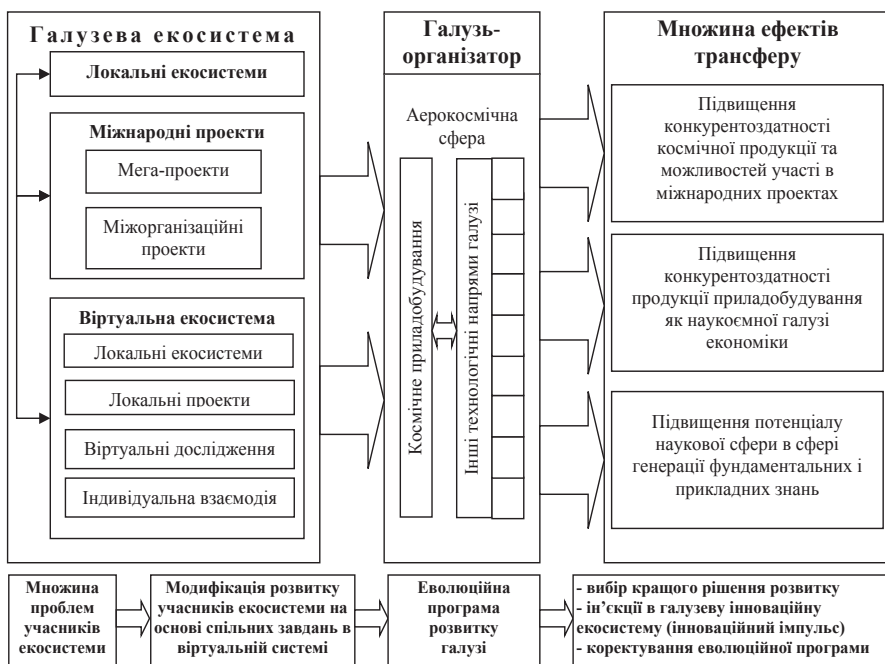 Галузева екосистема
Локальні екосистеми
Міжнародні проекти
Мега-проекти
Міжорганізаційні
проекти
Віртуальна екосистема
Локальні екосистеми
Локальні проекти
Віртуальні дослідження
Індивідуальна взаємодія
Галузь-
організатор
Аерокосмічна
сфера
Космічне приладобудування
Інші технологічні напрями галузі
Множина ефектів
трансферу
Підвищення
конкурентоздатності
космічної продукції та
можливостей участі в
міжнародних проектах
Підвищення
конкурентоздатності
продукції приладобудування
як наукоємної галузі
економіки
Підвищення потенціалу
наукової сфери в сфері
генерації фундаментальних і
прикладних знань
Множина
проблем
учасників
екосистеми
Модифікація розвитку
учасників екосистеми на
основі спільних завдань в
віртуальній системі
Еволюційна
програма
розвитку
галузі
- вибір кращого рішення розвитку
- ін’єкції в галузеву інноваційну
екосистему (інноваційний імпульс)
- коректування еволюційної програми